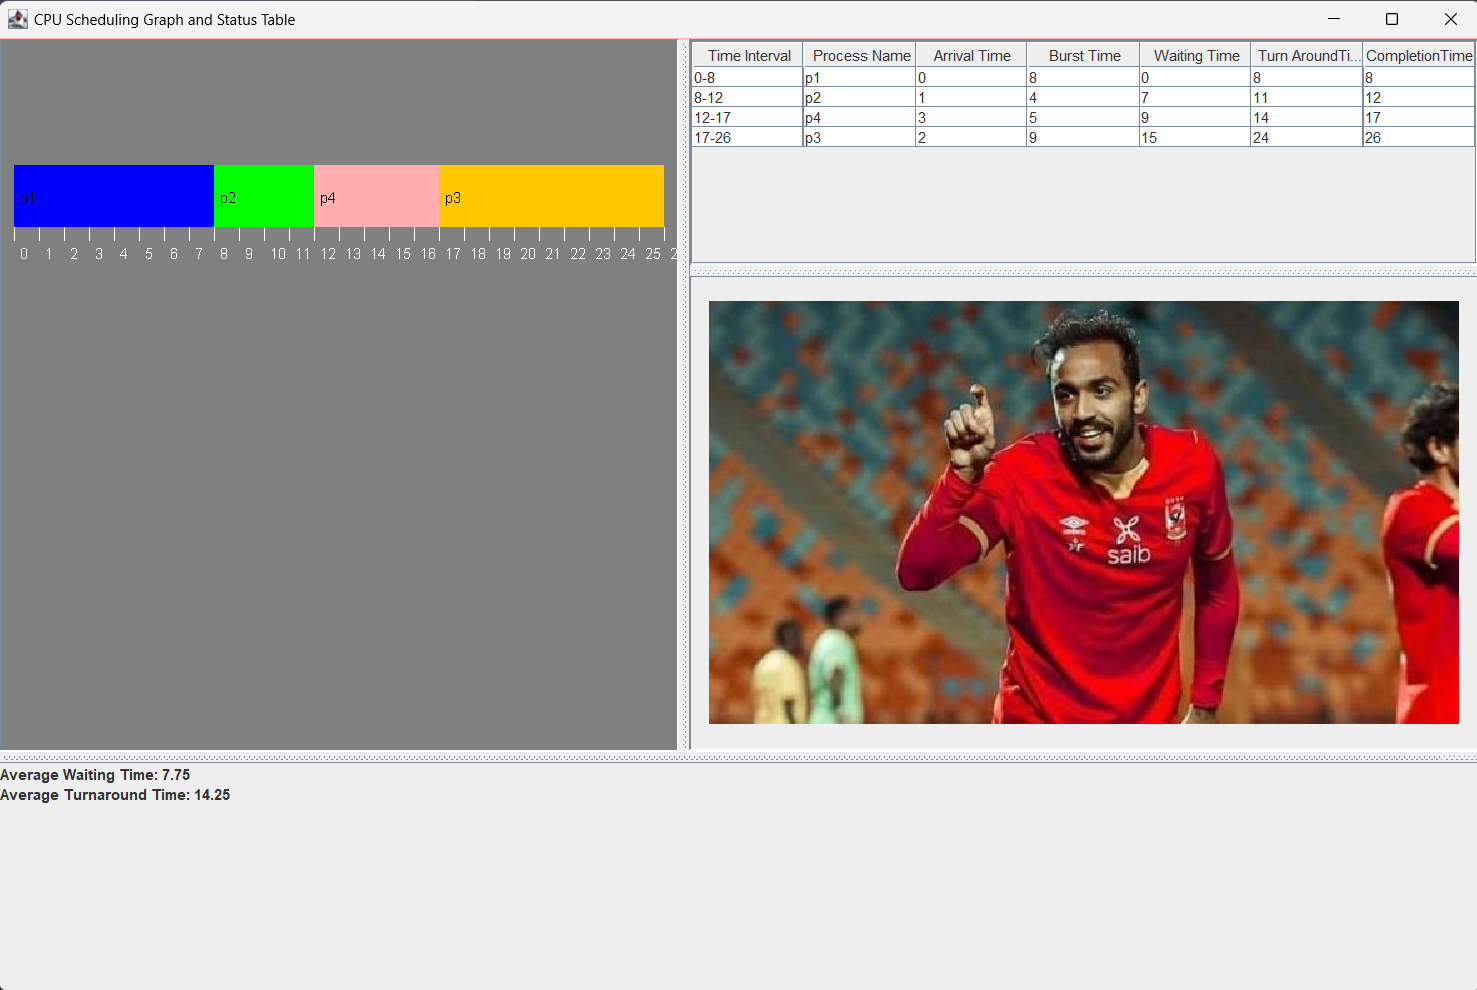 CPU Scheduling Graph and Status Table
p1 p2 p4 p3
0 1 2 3 4 5 6 7 8 9 10 11 12 13 14 15 16 17 18 19 20 21 22 23 24 25
Time Interval Process Name Arrival Time Burst Time Waiting Time Turn AroundTi... CompletionTime
0-8 p1 0 8 0 8 8
8-12 p2 1 4 7 11 12
12-17 p4 3 5 9 14 17
17-26 p3 2 9 15 24 26
saib
Average Waiting Time: 7.75
Average Turnaround Time: 14.25